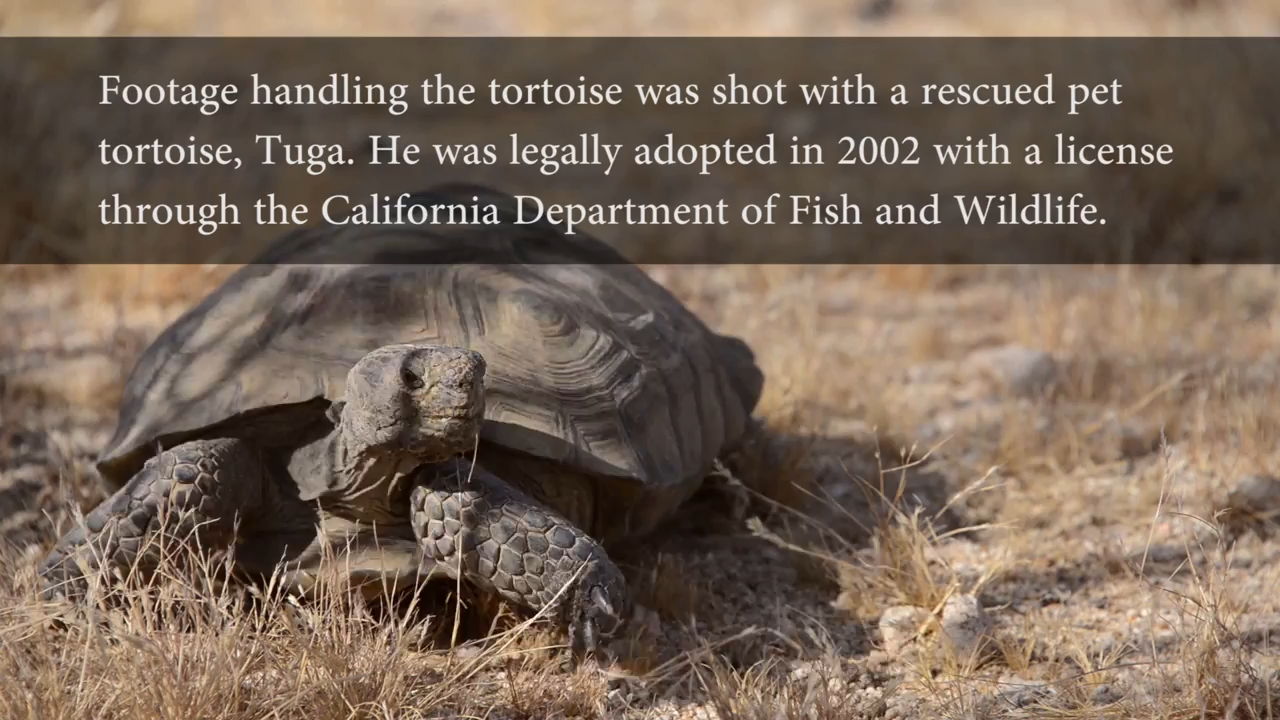 Footage handling the tortoise was shot with a rescued pet
tortoise, Tuga. He was legally adopted in 2002 with a license
through the California Department of Fish and Wildlife.